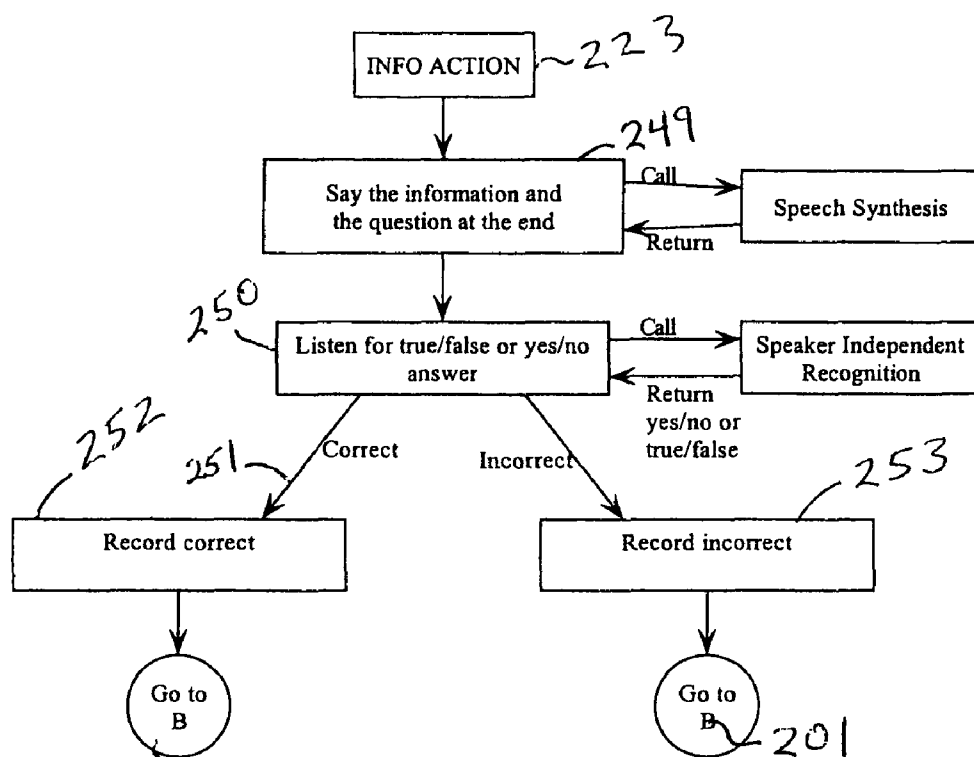 INFO ACTION
223
249
Say the information and
the question at the end
Call
Return
Speech Synthesis
250
Listen for true/false or yes/no
answer
Call
Return
yes/no or
true/false
Speaker Independent
Recognition
252
251
Correct
Incorrect
253
Record correct
Record incorrect
Go to
B
Go to
B
201